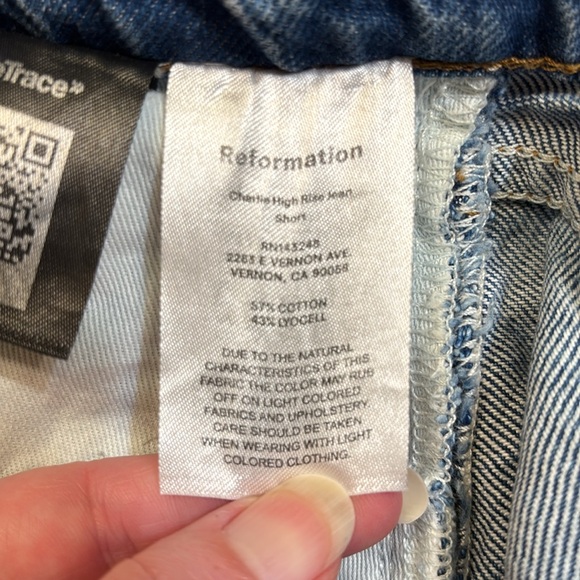 eTrace»
Reformation
Charlie High Rise Jean
Short
RN143248
2263 E VERNON AVE.
VERNON, CA 90058
57% COTTON
43% LYOCELL
DUE TO THE NATURAL
CHARACTERISTICS OF THIS
FABRIC THE COLOR MAY RUB
OFF ON LIGHT COLORED
FABRICS AND UPHOLSTERY.
CARE SHOULD BE TAKEN
WHEN WEARING WITH LIGHT
COLORED CLOTHING.